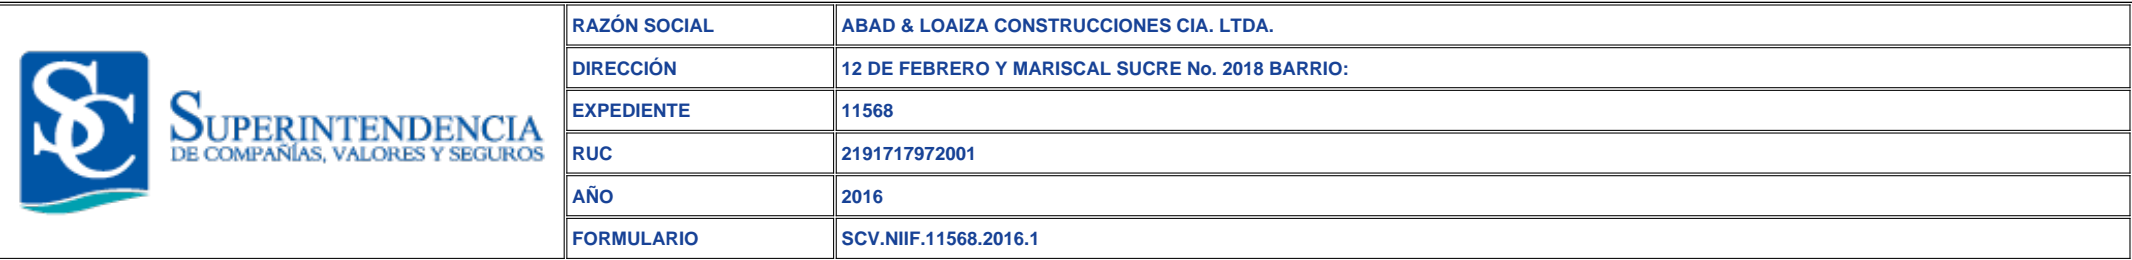 SC
SUPERINTENDENCIA
DE COMPAÑÍAS, VALORES Y SEGUROS
RAZÓN SOCIAL ABAD & LOAIZA CONSTRUCCIONES CIA. LTDA.
DIRECCIÓN 12 DE FEBRERO Y MARISCAL SUCRE No. 2018 BARRIO:
EXPEDIENTE 11568
RUC 2191717972001
AÑO 2016
FORMULARIO SCV.NIIF.11568.2016.1